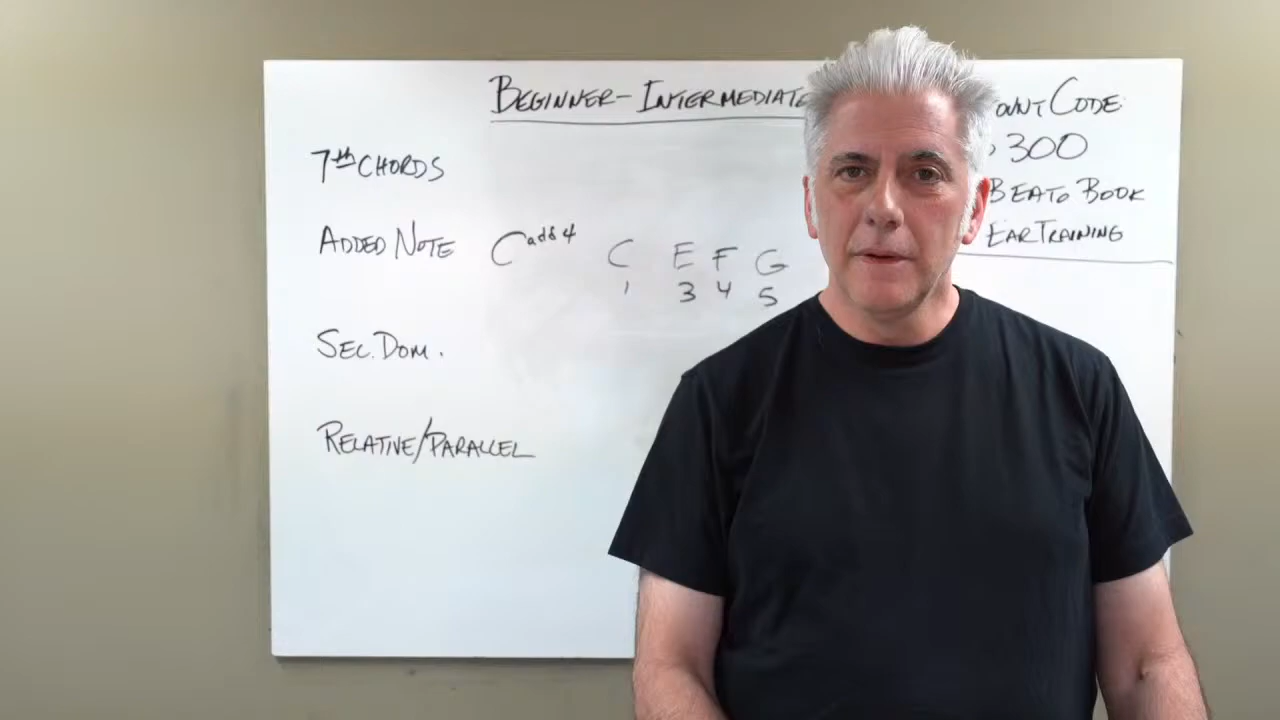 BEGINNER-INTERMEDIATE
7th CHORDS
ADDED NOTE Cadd4 C E F G
1 3 4 5
SEC. DOM.
RELATIVE/PARALLEL
CODE
300
BEATO BOOK
EAR TRAINING